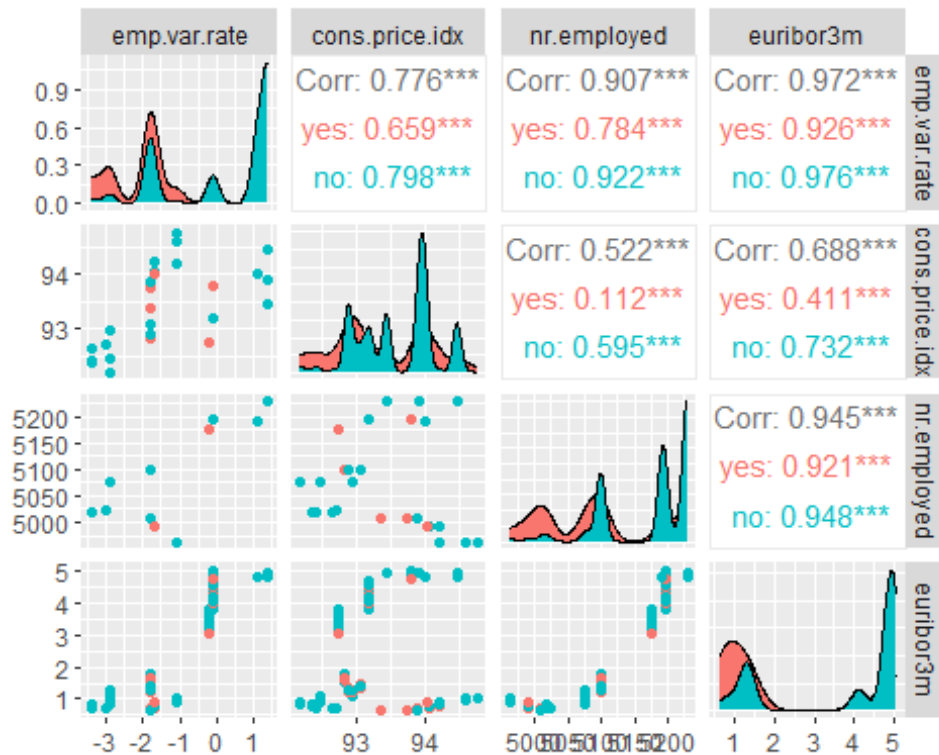 emp.var.rate cons.price.idx nr.employed euribor3m
0.9
0.6
0.3
0.0
Corr: 0.776***
yes: 0.659***
no: 0.798***
Corr: 0.907***
yes: 0.784***
no: 0.922***
Corr: 0.972***
yes: 0.926***
no: 0.976***
emp.var.rate
94
93
Corr: 0.522***
yes: 0.112***
no: 0.595***
Corr: 0.688***
yes: 0.411***
no: 0.732***
cons.price.idx
5200
5150
5100
5050
5000
Corr: 0.945***
yes: 0.921***
no: 0.948***
nr.employed
5
4
3
2
1
euribor3m
-3 -2 -1 0 1
93 94
5000 5050 5100 5150 5200
1 2 3 4 5